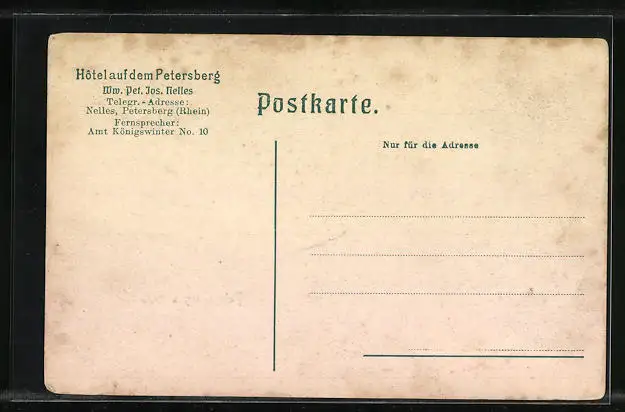 Hôtel auf dem Petersberg
Ww. Pet. Jos. Nelles
Telegr.-Adresse:
Nelles, Petersberg (Rhein)
Fernsprecher:
Amt Königswinter No. 10
Postkarte.
Nur für die Adresse